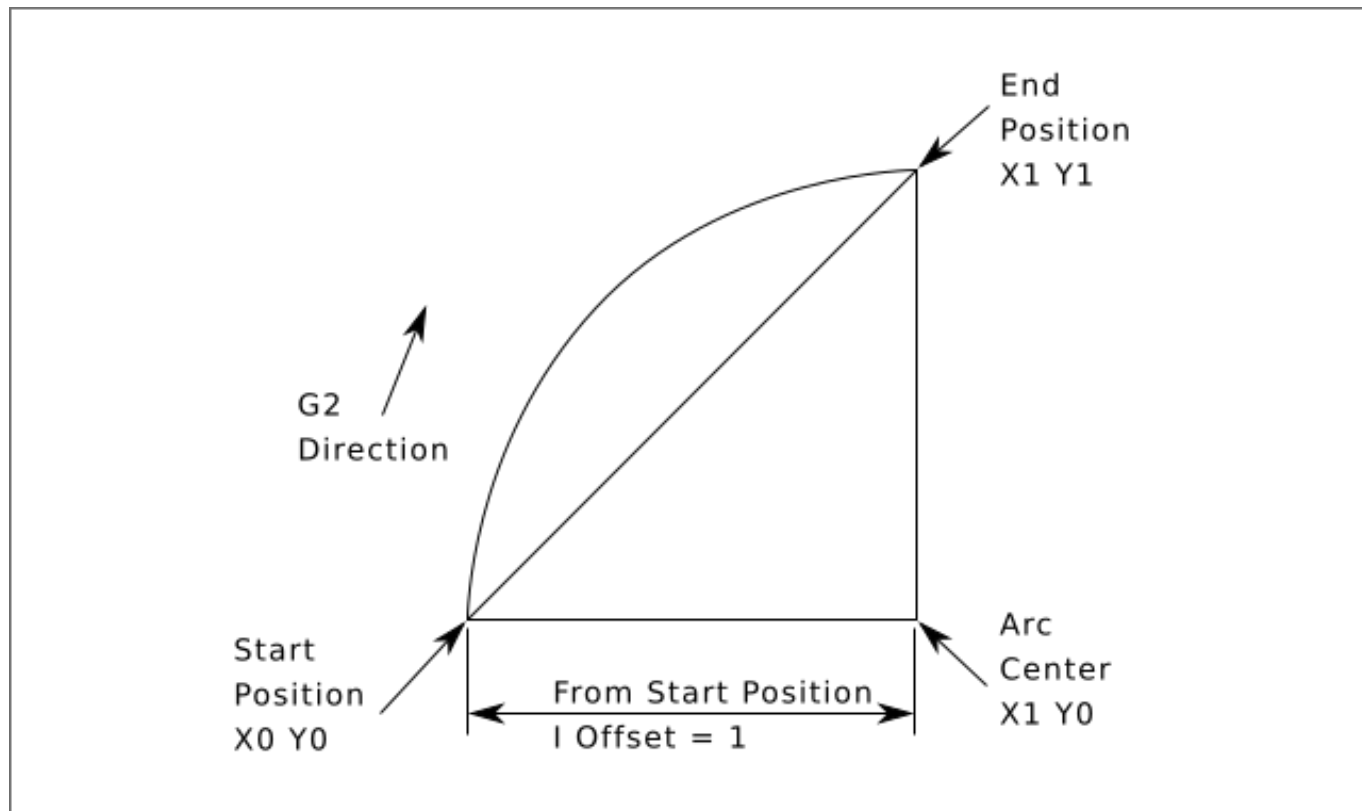 End
Position
X1 Y1
G2
Direction
Start
Position
X0 Y0
From Start Position
I Offset = 1
Arc
Center
X1 Y0